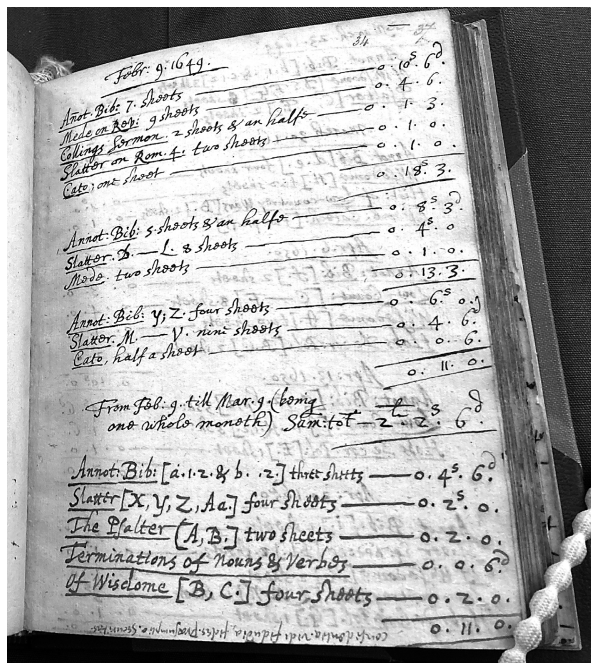 34 37
Febr: 9: 1649.
Anot: Bib: 7. sheets — 0. 10s. 6d
Mede on Rev: 9 sheets — 0. 4. 6.
Collings Sermon. 2 sheets & an halfe — 0. 1. 3.
Slatter on Rom. 4. two sheets — 0. 1. 0.
Cato; one sheet — 0. 1. 0.
0. 18s. 3.
Annot: Bib: 5. sheets & an halfe — 0. 8s. 3d
Slatter. D. — L. 8 sheets — 0. 4s. 0
Mede. two sheets — 0. 1. 0
0. 13. 3.
Annot: Bib: Y; Z. four sheets — 0. 6s. 0.
Slatter. M. — V. nine sheets — 0. 4. 6.
Cato, half a sheet — 0. 0. 6.
0. 11. 0.
From Feb: 9. till Mar. 9. (being
one whole moneth) Sum: tot — 2l. 2s. 6d
Annot: Bib: [a. 1. 2. & b. . 2.] three sheets — 0. 4s. 6d
Slatter [X, Y, Z, Aa.] four sheets — 0. 2s. 0.
The Psalter (A, B.] two sheets — 0. 2. 0.
Terminations of Nouns & Verbes — 0. 0. 6d
Of Wisdome [B, C.] four sheets — 0. 2. 0.
0. 11. 0.